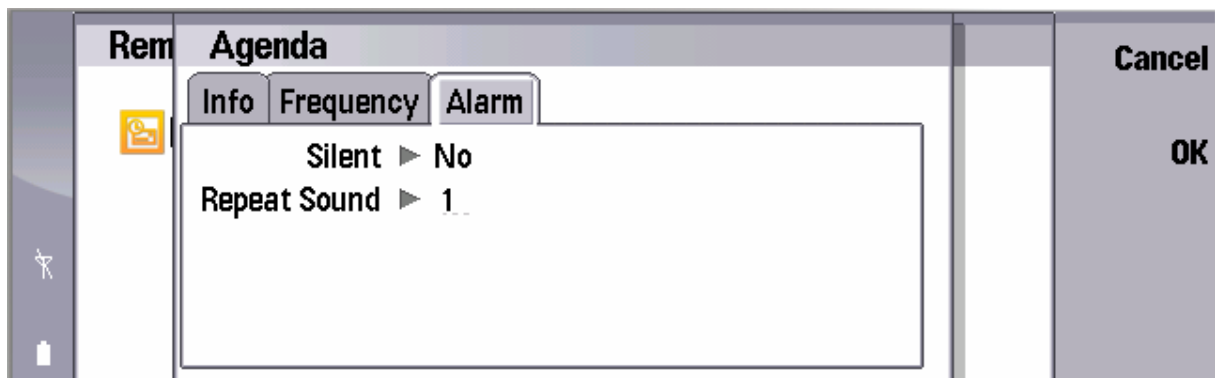 Rem
Agenda
Cancel
Info Frequency Alarm
Silent No
OK
Repeat Sound 1